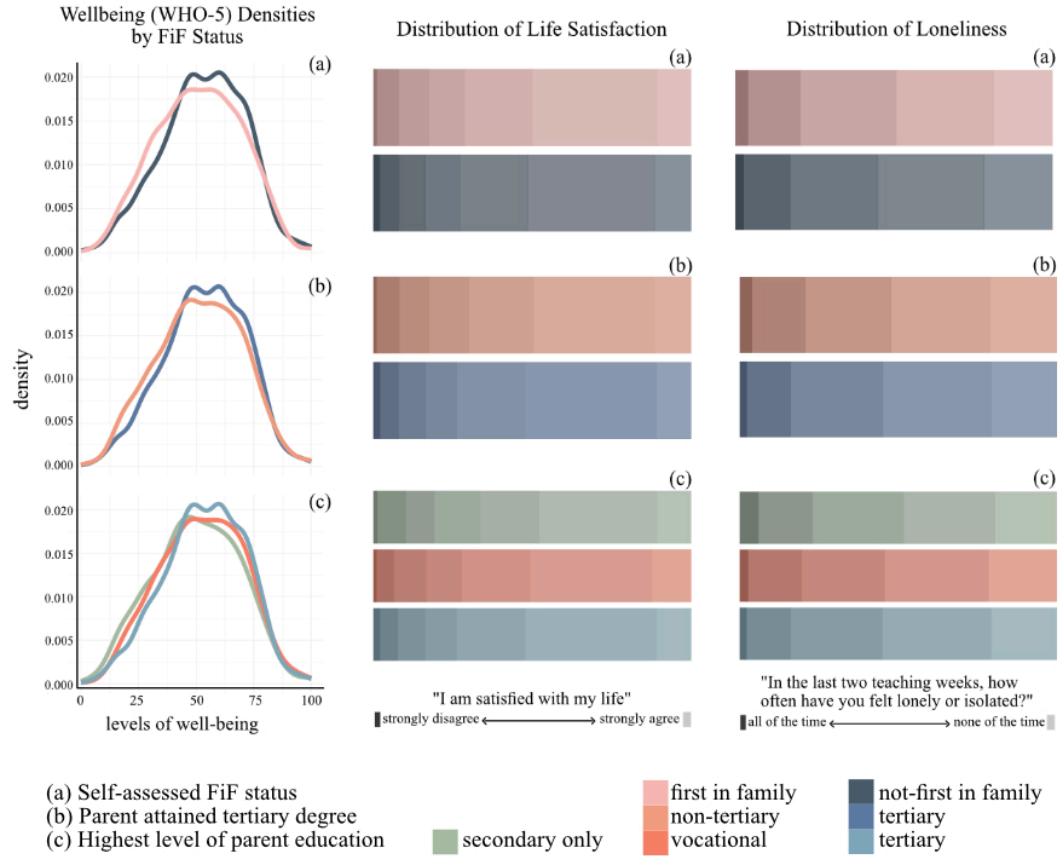 Wellbeing (WHO-5) Densities
by FiF Status
Distribution of Life Satisfaction
Distribution of Loneliness
(a)
(a)
(a)
0.020
0.015
0.010
0.005
0.000
(b)
(b)
(b)
0.020
0.015
0.010
0.005
0.000
density
(c)
(c)
(c)
0.020
0.015
0.010
0.005
0.000
0 25 50 75 100
levels of well-being
"I am satisfied with my life"
strongly disagree strongly agree
"In the last two teaching weeks, how
often have you felt lonely or isolated?"
all of the time none of the time
(a) Self-assessed FiF status
(b) Parent attained tertiary degree
(c) Highest level of parent education
secondary only
first in family
non-tertiary
vocational
not-first in family
tertiary
tertiary